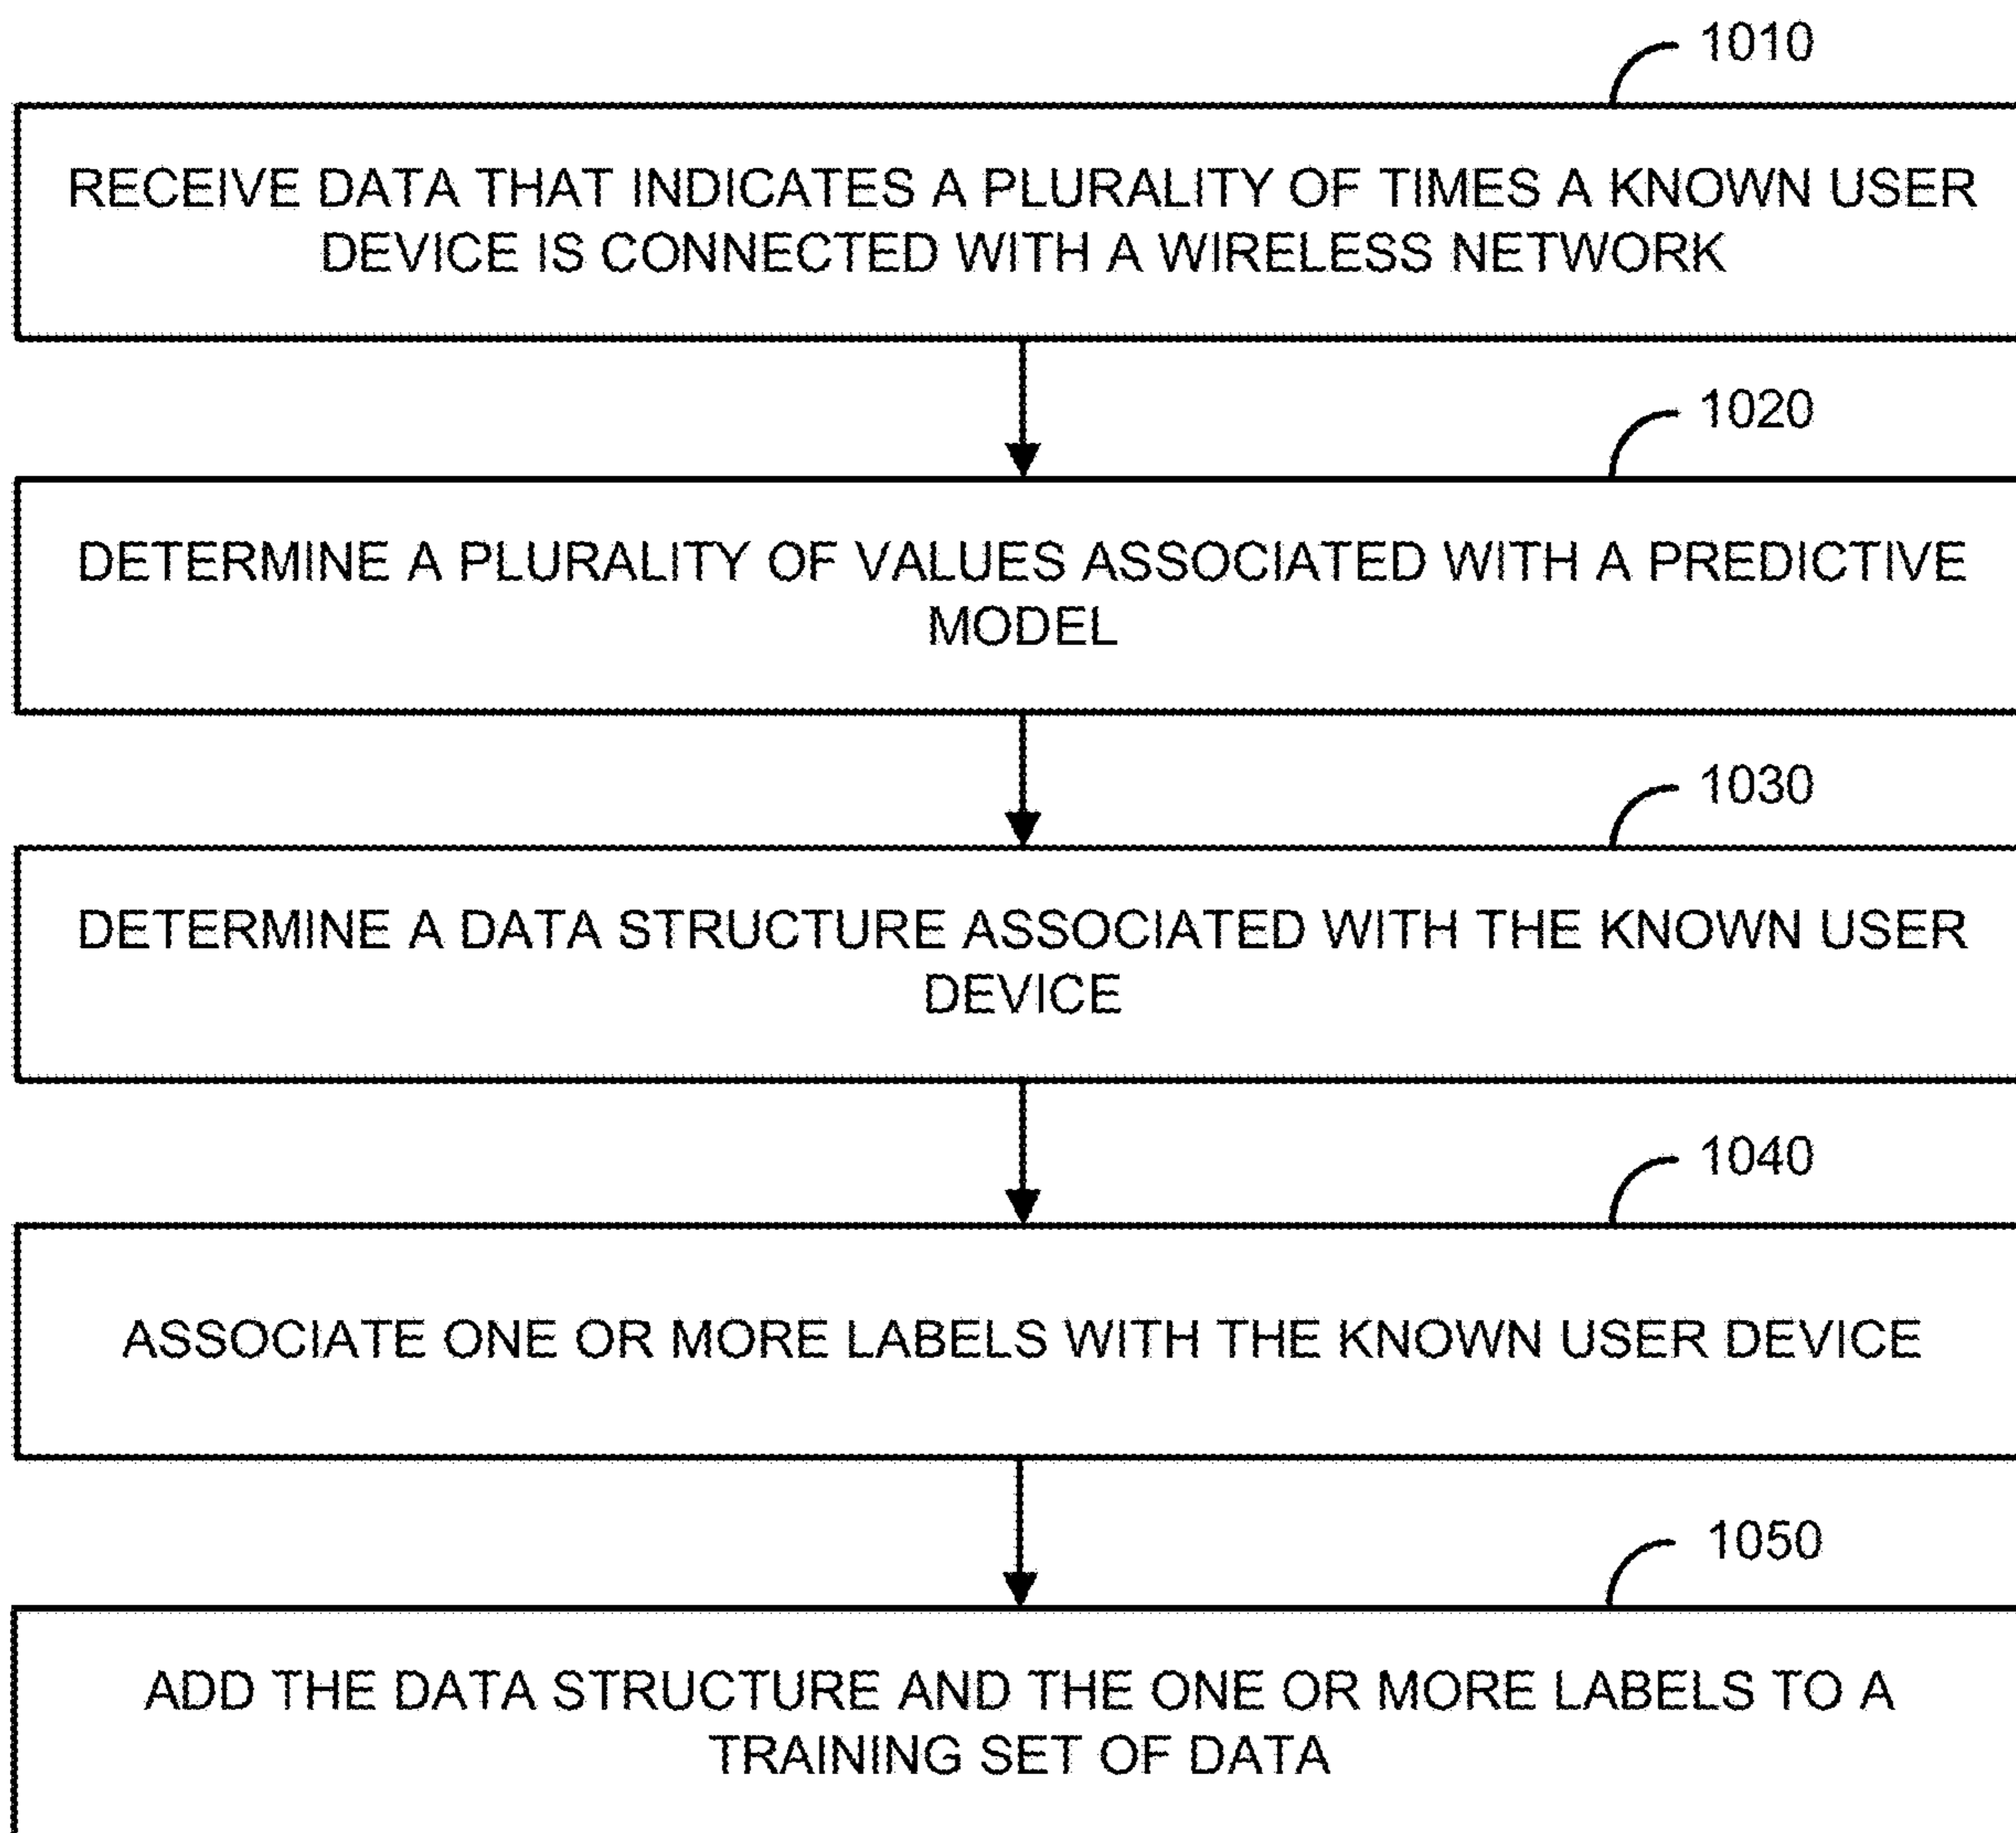 1010
RECEIVE DATA THAT INDICATES A PLURALITY OF TIMES A KNOWN USER
DEVICE IS CONNECTED WITH A WIRELESS NETWORK
1020
DETERMINE A PLURALITY OF VALUES ASSOCIATED WITH A PREDICTIVE
MODEL
1030
DETERMINE A DATA STRUCTURE ASSOCIATED WITH THE KNOWN USER
DEVICE
1040
ASSOCIATE ONE OR MORE LABELS WITH THE KNOWN USER DEVICE
1050
ADD THE DATA STRUCTURE AND THE ONE OR MORE LABELS TO A
TRAINING SET OF DATA